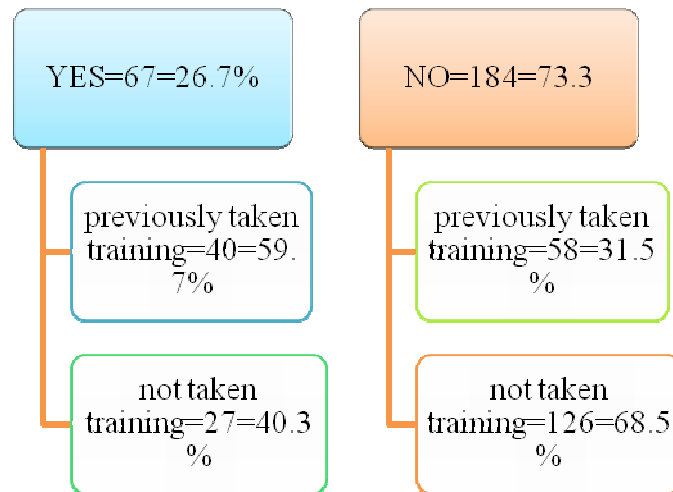 YES=67=26.7%
previously taken
training=40=59.
7%
not taken
training=27=40.3
%
NO=184=73.3
previously taken
training=58=31.5
%
not taken
training=126=68.5
%